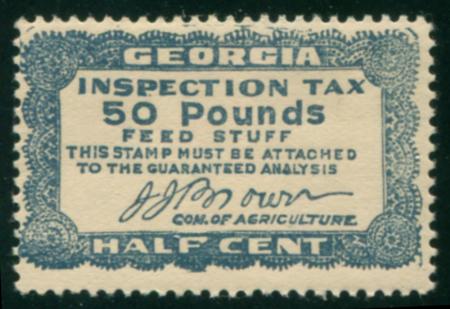 GEORGIA
INSPECTION TAX
50 Pounds
FEED STUFF
THIS STAMP MUST BE ATTACHED
TO THE GUARANTEED ANALYSIS
J J Brown
COM. OF AGRICULTURE.
HALF CENT